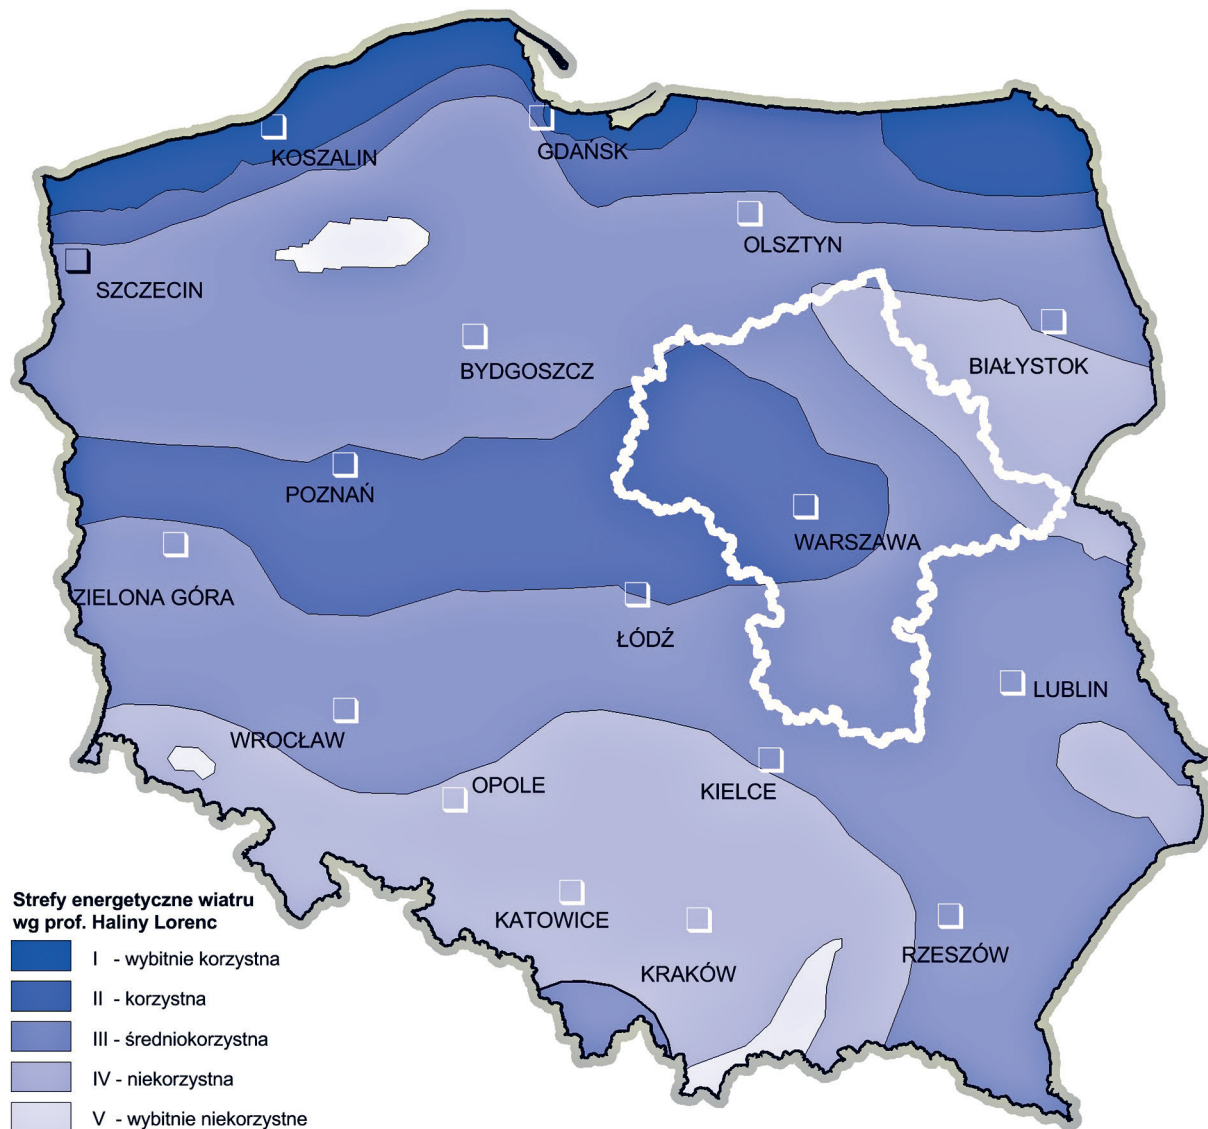 KOSZALIN
GDAŃSK
OLSZTYN
SZCZECIN
BYDGOSZCZ
BIAŁYSTOK
POZNAŃ
WARSZAWA
ZIELONA GÓRA
ŁÓDŹ
LUBLIN
WROCŁAW
OPOLE
KIELCE
KATOWICE
KRAKÓW
RZESZÓW
Strefy energetyczne wiatru
wg prof. Haliny Lorenc
I - wybitnie korzystna
II - korzystna
III - średniokorzystna
IV - niekorzystna
V - wybitnie niekorzystne